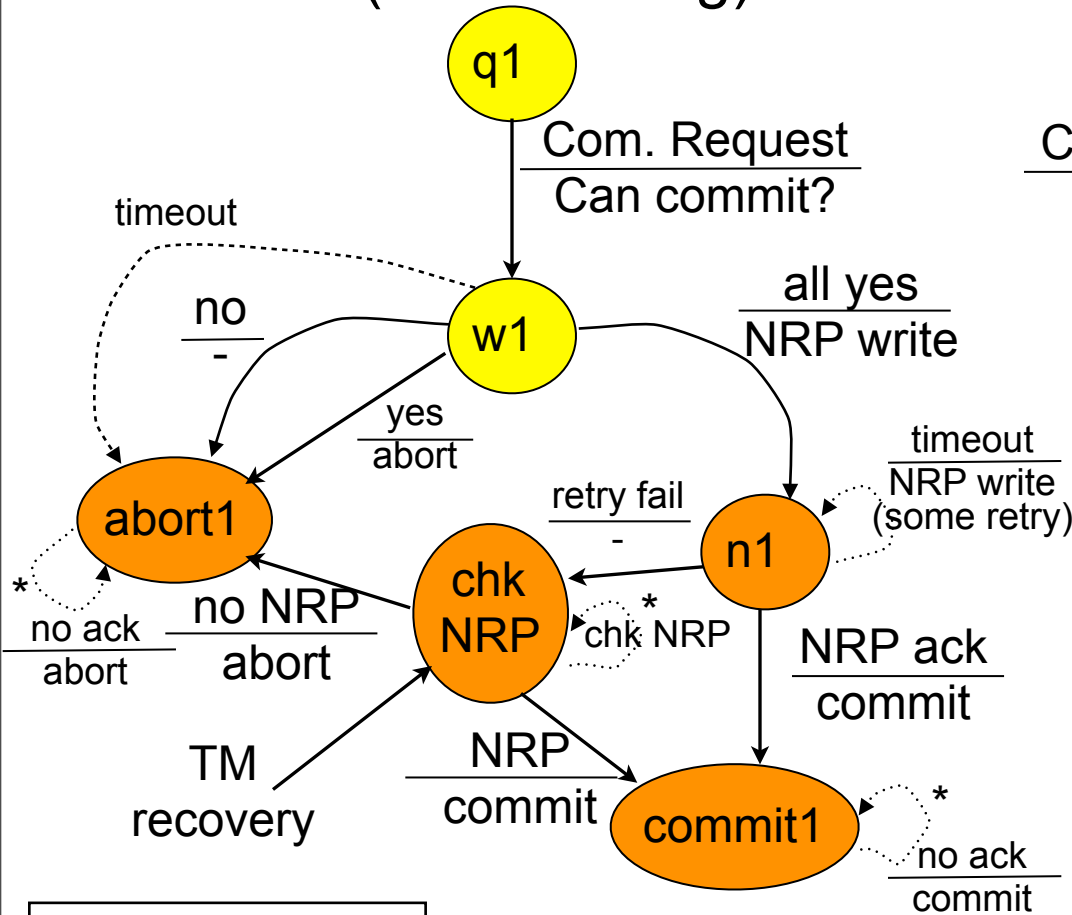 q1
Com. Request
Can commit?
C
timeout
no
-
w1
all yes
NRP write
yes
abort
timeout
NRP write
(some retry)
retry fail
-
abort1
n1
chk
NRP
*
chk NRP
*
no ack
abort
no NRP
abort
NRP ack
commit
TM
recovery
NRP
commit
commit1
*
no ack
commit